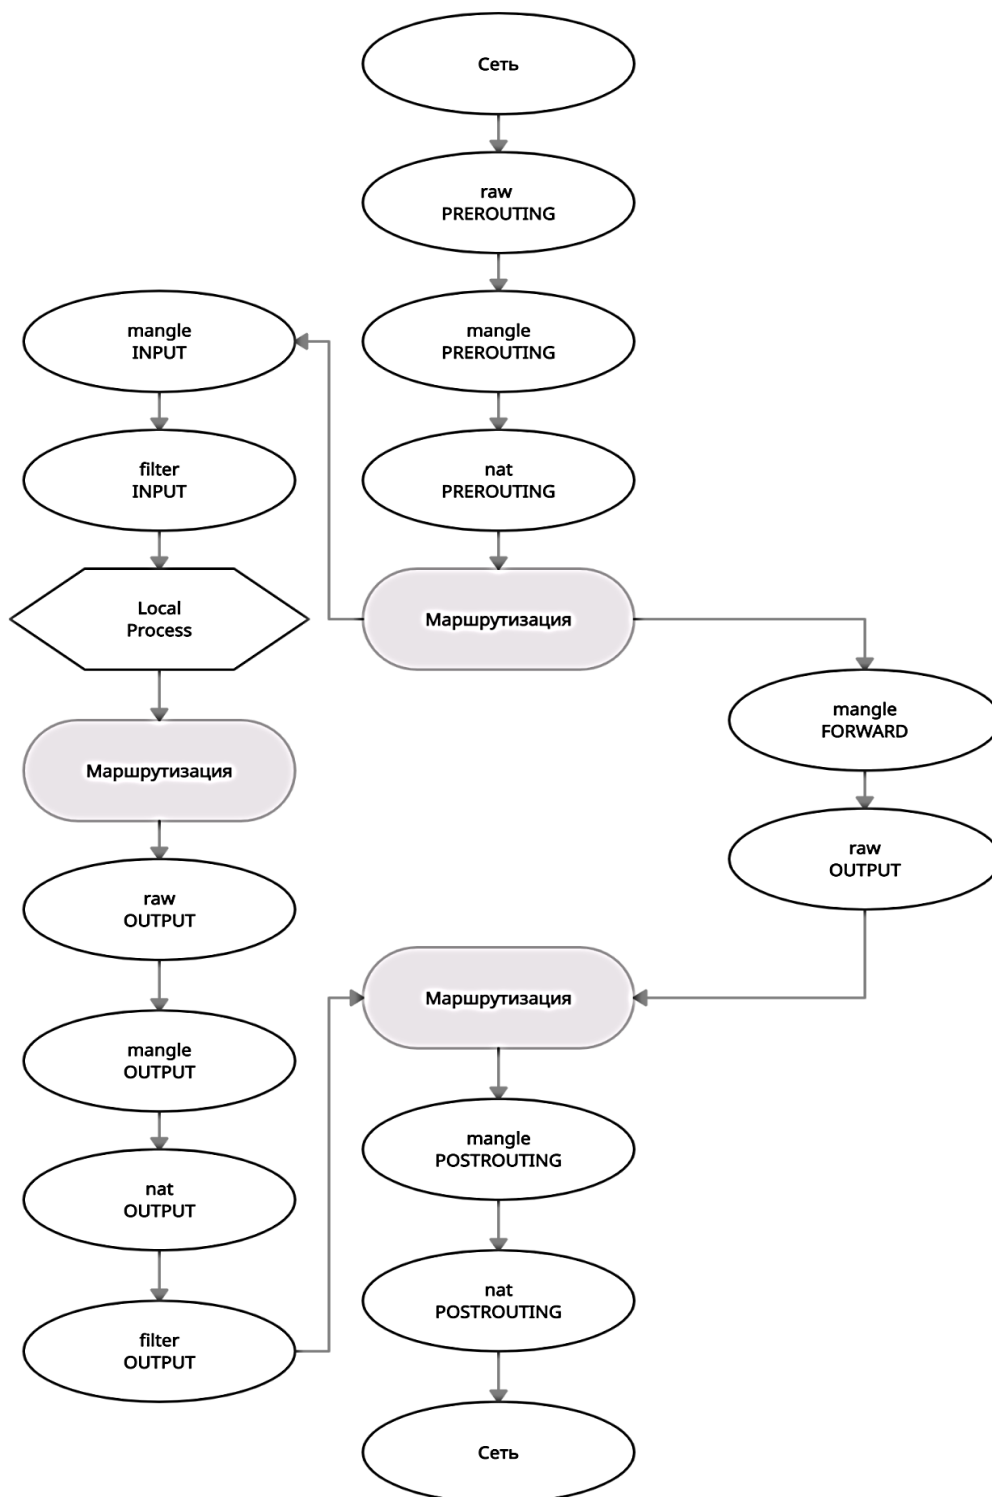 Сеть
raw
PREROUTING
mangle
PREROUTING
nat
PREROUTING
Маршрутизация
mangle
INPUT
filter
INPUT
Local
Process
Маршрутизация
raw
OUTPUT
mangle
OUTPUT
nat
OUTPUT
filter
OUTPUT
mangle
FORWARD
raw
OUTPUT
Маршрутизация
mangle
POSTROUTING
nat
POSTROUTING
Сеть